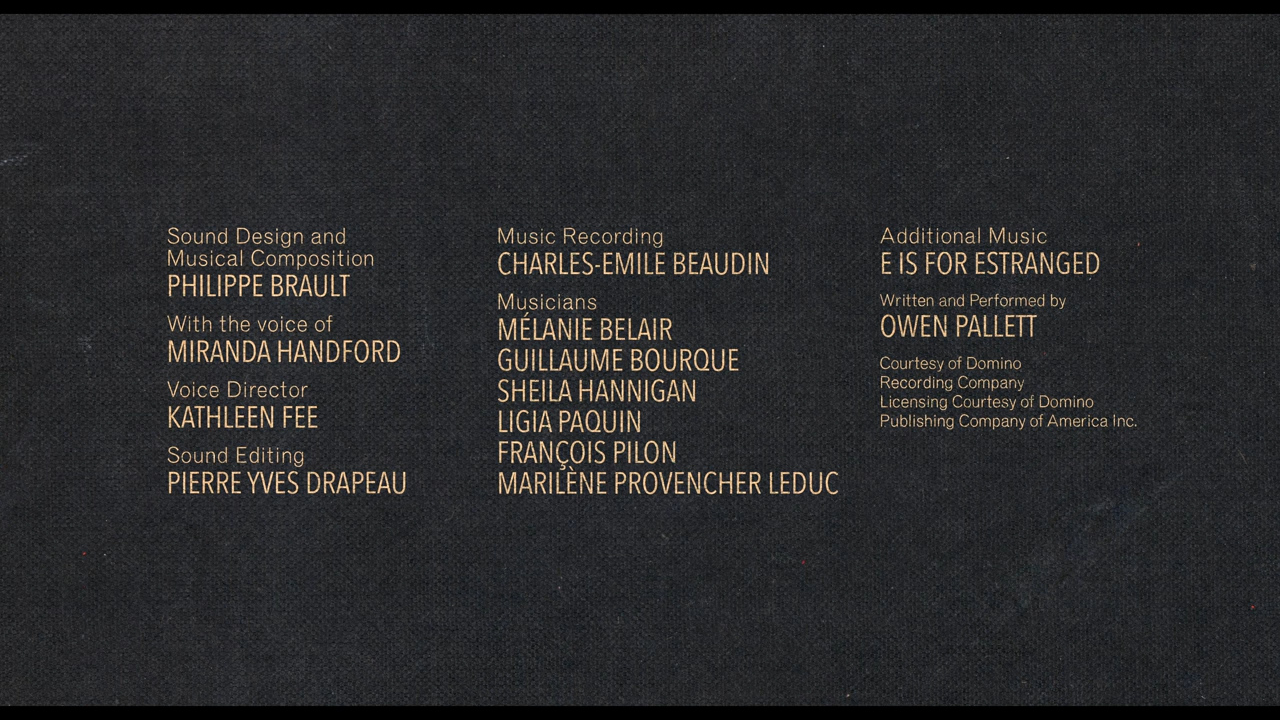 Sound Design and
Musical Composition
PHILIPPE BRAULT
With the voice of
MIRANDA HANDFORD
Voice Director
KATHLEEN FEE
Sound Editing
PIERRE YVES DRAPEAU
Music Recording
CHARLES-EMILE BEAUDIN
Musicians
MÉLANIE BELAIR
GUILLAUME BOURQUE
SHEILA HANNIGAN
LIGIA PAQUIN
FRANÇOIS PILON
MARILÈNE PROVENCHER LEDUC
Additional Music
E IS FOR ESTRANGED
Written and Performed by
OWEN PALLETT
Courtesy of Domino
Recording Company
Licensing Courtesy of Domino
Publishing Company of America Inc.